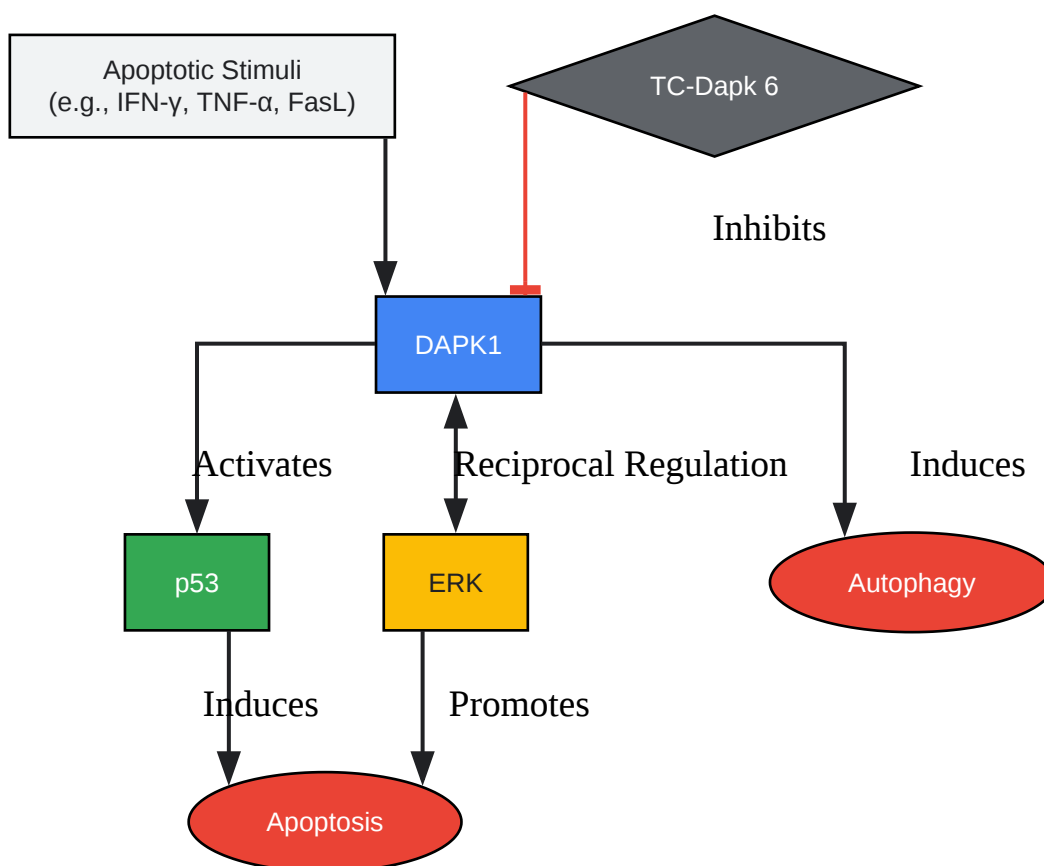 Apoptotic Stimuli
(e.g., IFN-γ, TNF-α, FasL)
TC-Dapk 6
Inhibits
DAPK1
Activates
Reciprocal Regulation
Induces
p53
ERK
Autophagy
Induces
Promotes
Apoptosis